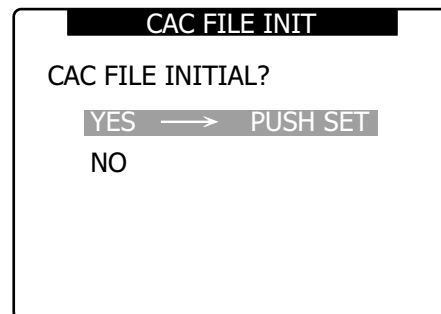 CAC FILE INIT
CAC FILE INITIAL?
YES → PUSH SET
NO